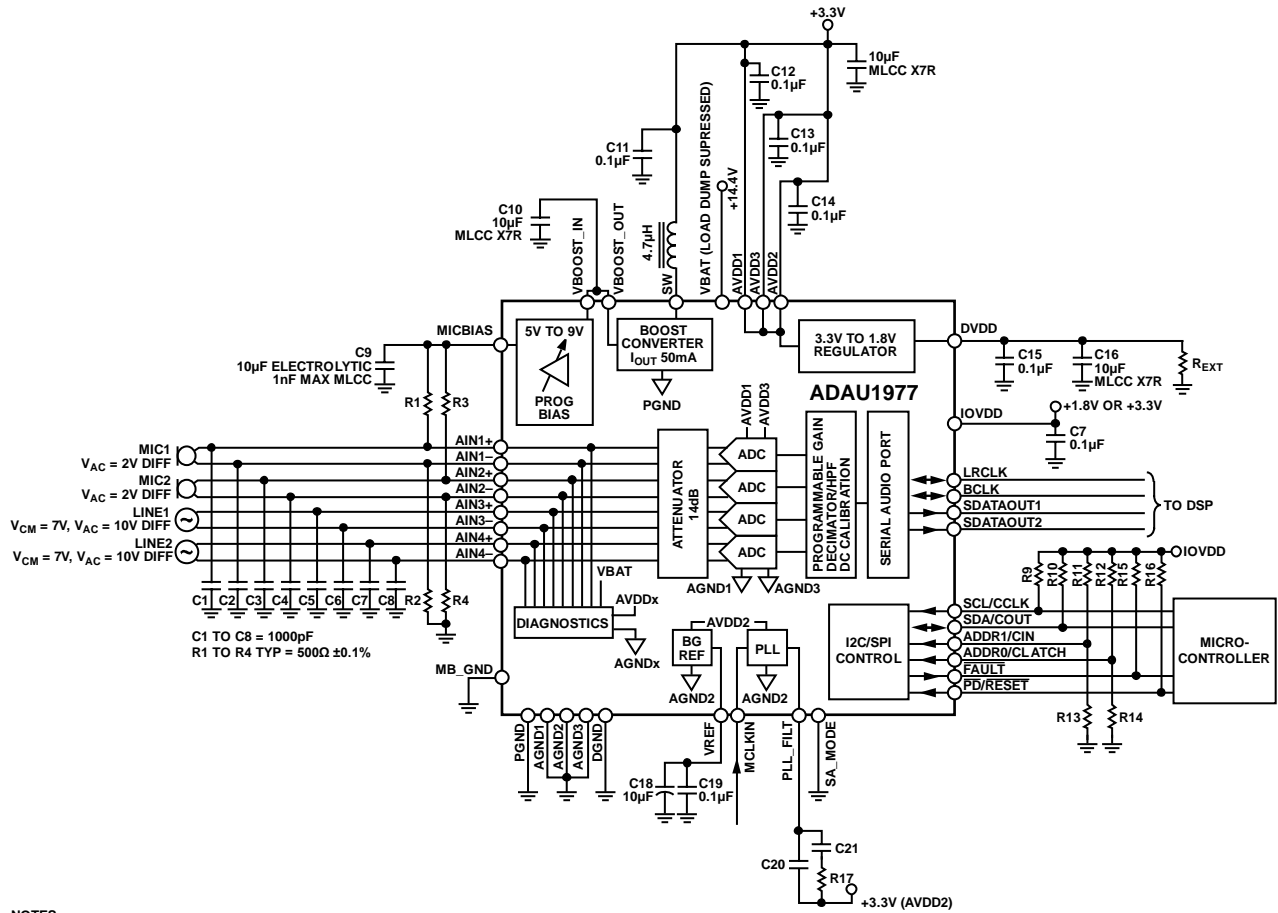 +3.3V
10µF
MLCC X7R
C12
0.1µF
C13
0.1µF
C11
0.1µF
C14
0.1µF
C10
10µF
MLCC X7R
VBOOST_IN
VBOOST_OUT
4.7µH
SW
VBAT (LOAD DUMP SUPRESSED)
+14.4V
AVDD1
AVDD3
AVDD2
MICBIAS
5V TO 9V
PROG
BIAS
BOOST
CONVERTER
IOUT 50mA
PGND
3.3V TO 1.8V
REGULATOR
DVDD
C15
0.1µF
C16
10µF
MLCC X7R
REXT
C9
10µF ELECTROLYTIC
1nF MAX MLCC
R1
R3
ADAU1977
AVDD1
AVDD3
IOVDD
+1.8V OR +3.3V
C7
0.1µF
MIC1
VAC = 2V DIFF
MIC2
VAC = 2V DIFF
LINE1
VCM = 7V, VAC = 10V DIFF
LINE2
VCM = 7V, VAC = 10V DIFF
AIN1+
AIN1–
AIN2+
AIN2–
AIN3+
AIN3–
AIN4+
AIN4–
ATTENUATOR
14dB
ADC
ADC
ADC
ADC
AGND1
AGND3
PROGRAMMABLE GAIN
DECIMATOR/HPF
DC CALIBRATION
SERIAL AUDIO PORT
LRCLK
BCLK
SDATAOUT1
SDATAOUT2
TO DSP
C1
C2
C3
C4
C5
C6
C7
C8
R2
R4
C1 TO C8 = 1000pF
R1 TO R4 TYP = 500Ω ±0.1%
VBAT
AVDDx
DIAGNOSTICS
AGNDx
AVDD2
BG
REF
PLL
AGND2
AGND2
I2C/SPI
CONTROL
IOVDD
R9
R10
R11
R12
R15
R16
SCL/CCLK
SDA/COUT
ADDR1/CIN
ADDR0/CLATCH
FAULT
PD/RESET
MICRO-
CONTROLLER
R13
R14
MB_GND
PGND
AGND1
AGND2
AGND3
DGND
VREF
MCLKIN
PLL_FILT
SA_MODE
C18
10µF
C19
0.1µF
C20
C21
R17
+3.3V (AVDD2)